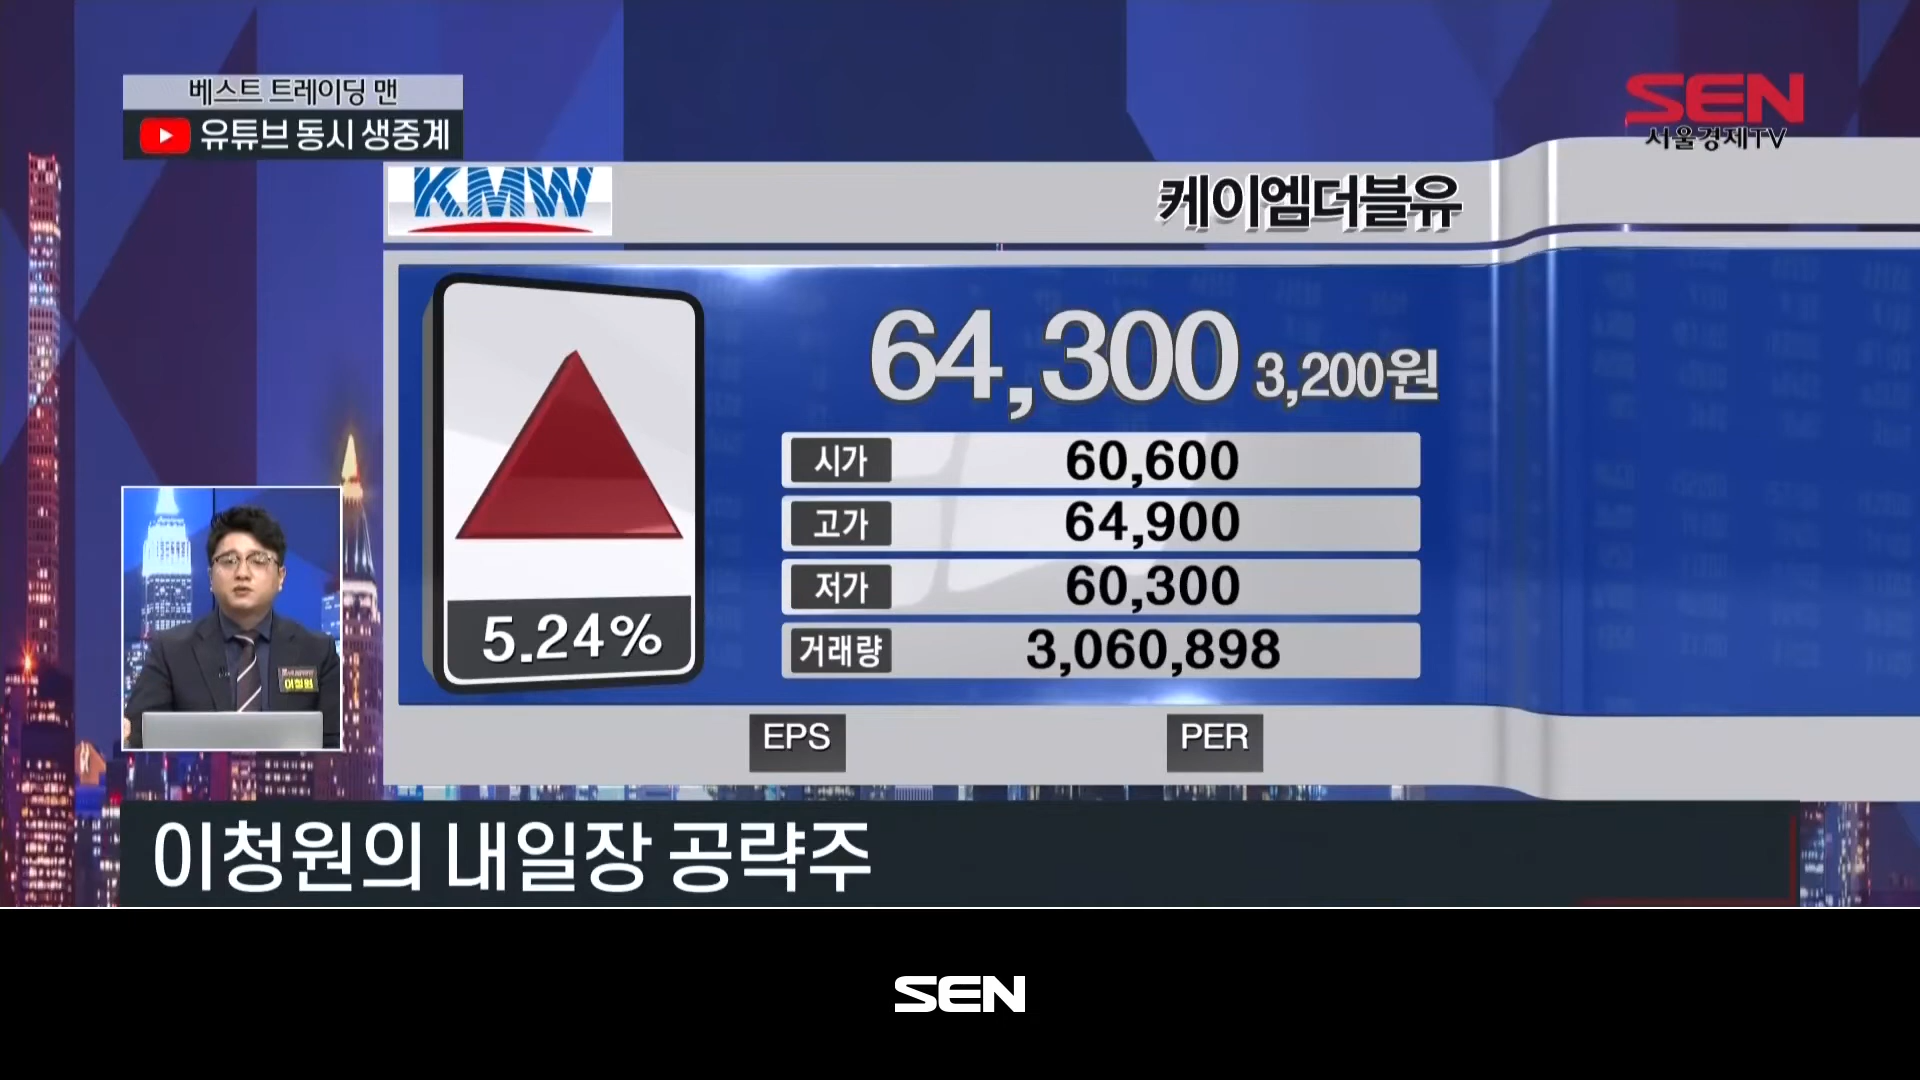 베스트 트레이딩 맨
유튜브 동시 생중계
SEN
서울경제TV
KMW
케이엠더블유
64,300 3,200원
시가 60,600
고가 64,900
저가 60,300
거래량 3,060,898
5.24%
이청원
EPS
PER
이청원의 내일장 공략주
SEN